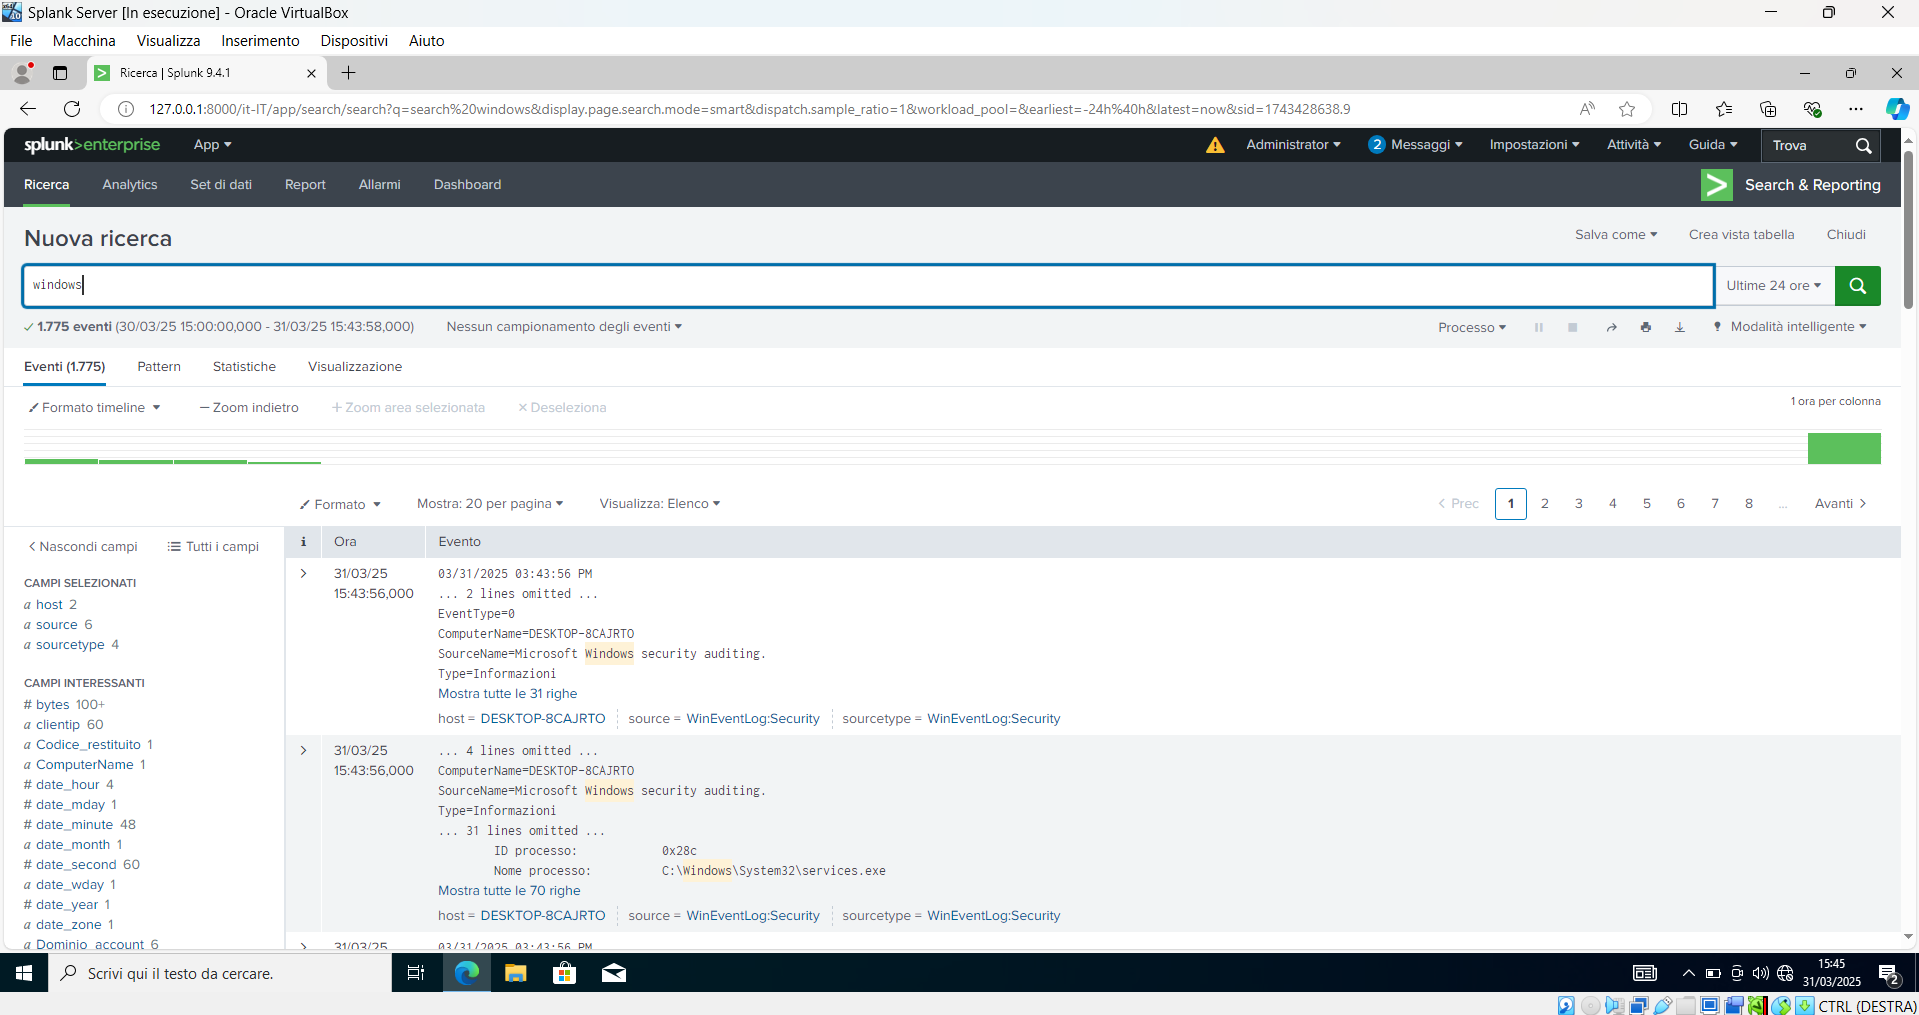 Splank Server [In esecuzione] - Oracle VirtualBox
File Macchina Visualizza Inserimento Dispositivi Aiuto
Ricerca | Splunk 9.4.1
127.0.0.1:8000/it-IT/app/search/search?q=search%20windows&display.page.search.mode=smart&dispatch.sample_ratio=1&workload_pool=&earliest=-24h%40h&latest=now&sid=1743428638.9
splunk>enterprise App Administrator 2 Messaggi Impostazioni Attività Guida Trova
Ricerca Analytics Set di dati Report Allarmi Dashboard Search & Reporting
Nuova ricerca Salva come Crea vista tabella Chiudi
windows Ultime 24 ore
✓ 1.775 eventi (30/03/25 15:00:00,000 - 31/03/25 15:43:58,000) Nessun campionamento degli eventi Processo Modalità intelligente
Eventi (1.775) Pattern Statistiche Visualizzazione
Formato timeline — Zoom indietro + Zoom area selezionata × Deseleziona 1 ora per colonna
Formato Mostra: 20 per pagina Visualizza: Elenco < Prec 1 2 3 4 5 6 7 8 ... Avanti >
< Nascondi campi Tutti i campi i Ora Evento
CAMPI SELEZIONATI
a host 2
a source 6
a sourcetype 4
CAMPI INTERESSANTI
# bytes 100+
a clientip 60
a Codice_restituito 1
a ComputerName 1
# date_hour 4
# date_mday 1
# date_minute 48
a date_month 1
# date_second 60
a date_wday 1
# date_year 1
a date_zone 1
a Dominio_account 6
> 31/03/25 03/31/2025 03:43:56 PM
15:43:56,000 ... 2 lines omitted ...
EventType=0
ComputerName=DESKTOP-8CAJRTO
SourceName=Microsoft Windows security auditing.
Type=Informazioni
Mostra tutte le 31 righe
host = DESKTOP-8CAJRTO source = WinEventLog:Security sourcetype = WinEventLog:Security
> 31/03/25 ... 4 lines omitted ...
15:43:56,000 ComputerName=DESKTOP-8CAJRTO
SourceName=Microsoft Windows security auditing.
Type=Informazioni
... 31 lines omitted ...
ID processo: 0x28c
Nome processo: C:\Windows\System32\services.exe
Mostra tutte le 70 righe
host = DESKTOP-8CAJRTO source = WinEventLog:Security sourcetype = WinEventLog:Security
> 31/03/25 03/31/2025 03:43:56 PM
Scrivi qui il testo da cercare. 15:45
31/03/2025 2
CTRL (DESTRA)